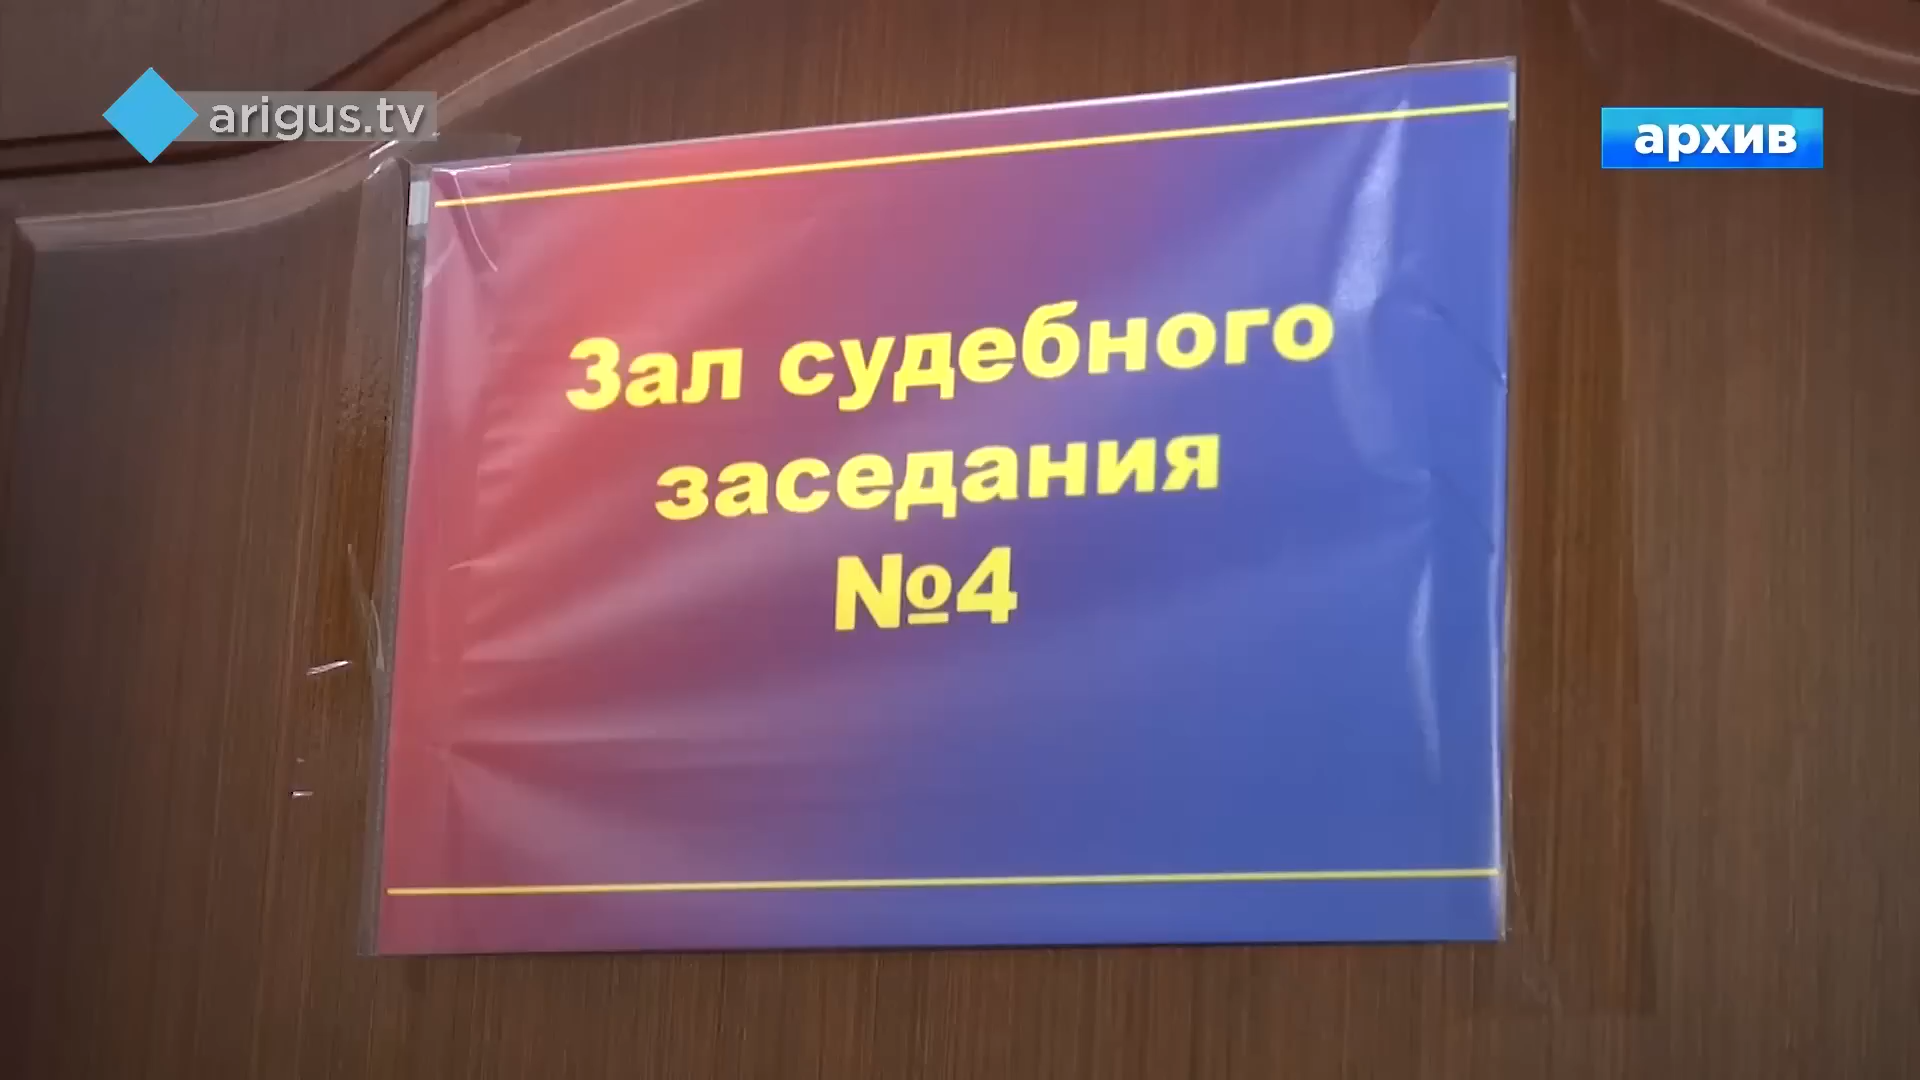 arigus.tv
архив
Зал судебного
заседания
№4